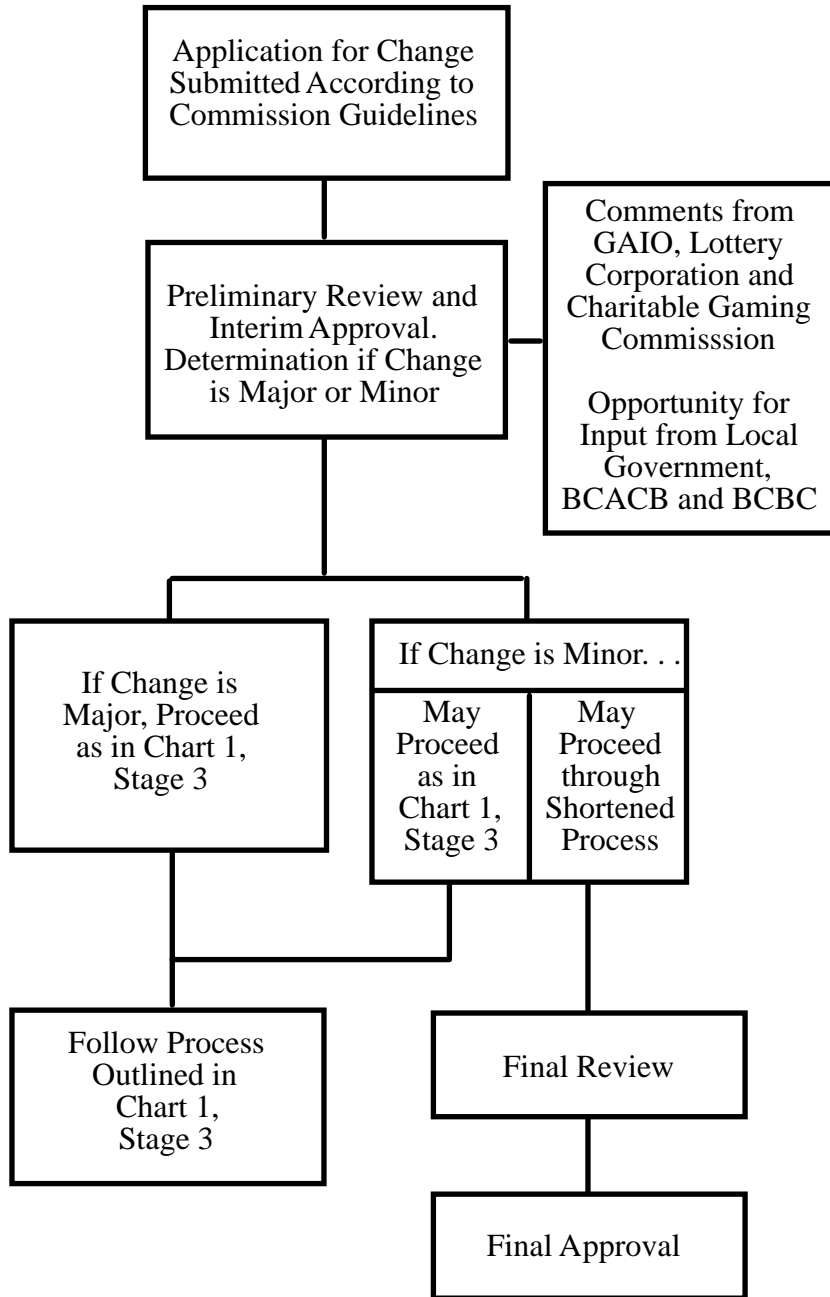 Application for Change
Submitted According to
Commission Guidelines
Preliminary Review and
Interim Approval.
Determination if Change
is Major or Minor
Comments from
GAIO, Lottery
Corporation and
Charitable Gaming
Commisssion
Opportunity for
Input from Local
Government,
BCACB and BCBC
If Change is
Major, Proceed
as in Chart 1,
Stage 3
If Change is Minor. . .
May
Proceed
as in
Chart 1,
Stage 3
May
Proceed
through
Shortened
Process
Follow Process
Outlined in
Chart 1,
Stage 3
Final Review
Final Approval